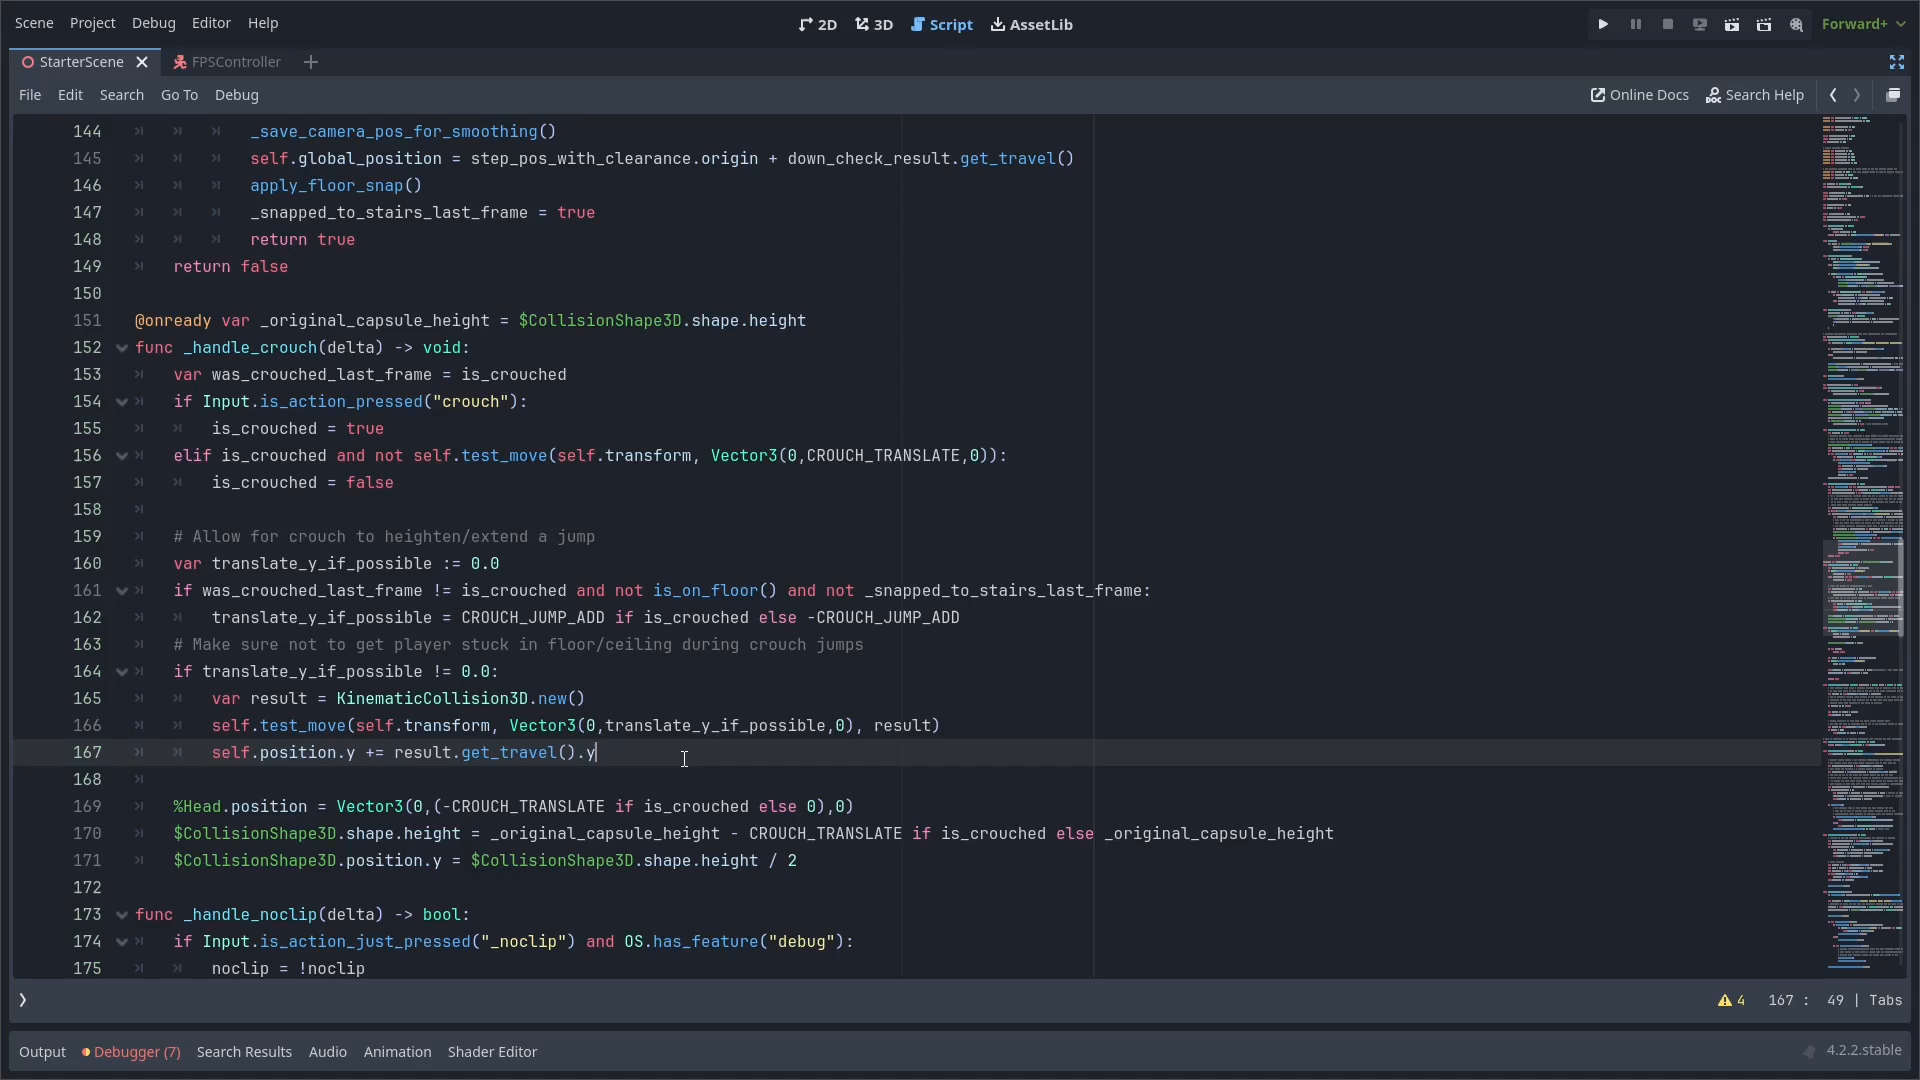 Scene Project Debug Editor Help 2D 3D Script AssetLib Forward+
StarterScene FPSController
File Edit Search Go To Debug Online Docs Search Help
144 _save_camera_pos_for_smoothing()
145 self.global_position = step_pos_with_clearance.origin + down_check_result.get_travel()
146 apply_floor_snap()
147 _snapped_to_stairs_last_frame = true
148 return true
149 return false
150
151 @onready var _original_capsule_height = $CollisionShape3D.shape.height
152 func _handle_crouch(delta) -> void:
153 var was_crouched_last_frame = is_crouched
154 if Input.is_action_pressed("crouch"):
155 is_crouched = true
156 elif is_crouched and not self.test_move(self.transform, Vector3(0,CROUCH_TRANSLATE,0)):
157 is_crouched = false
158
159 # Allow for crouch to heighten/extend a jump
160 var translate_y_if_possible := 0.0
161 if was_crouched_last_frame != is_crouched and not is_on_floor() and not _snapped_to_stairs_last_frame:
162 translate_y_if_possible = CROUCH_JUMP_ADD if is_crouched else -CROUCH_JUMP_ADD
163 # Make sure not to get player stuck in floor/ceiling during crouch jumps
164 if translate_y_if_possible != 0.0:
165 var result = KinematicCollision3D.new()
166 self.test_move(self.transform, Vector3(0,translate_y_if_possible,0), result)
167 self.position.y += result.get_travel().y
168
169 %Head.position = Vector3(0,(-CROUCH_TRANSLATE if is_crouched else 0),0)
170 $CollisionShape3D.shape.height = _original_capsule_height - CROUCH_TRANSLATE if is_crouched else _original_capsule_height
171 $CollisionShape3D.position.y = $CollisionShape3D.shape.height / 2
172
173 func _handle_noclip(delta) -> bool:
174 if Input.is_action_just_pressed("_noclip") and OS.has_feature("debug"):
175 noclip = !noclip
4 167 : 49 | Tabs
Output Debugger (7) Search Results Audio Animation Shader Editor 4.2.2.stable